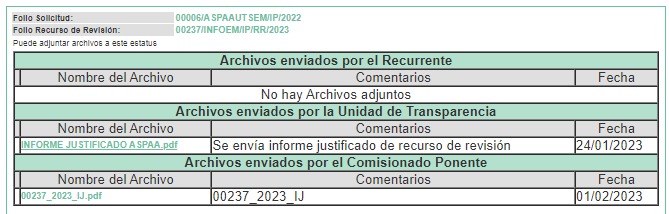 Folio Solicitud: 00006/ASPAAUTSEM/IP/2022
Folio Recurso de Revisión: 00237/INFOEM/IP/RR/2023
Puede adjuntar archivos a este estatus
Archivos enviados por el Recurrente
Nombre del Archivo Comentarios Fecha
No hay Archivos adjuntos
Archivos enviados por la Unidad de Transparencia
Nombre del Archivo Comentarios Fecha
INFORME JUSTIFICADO ASPAA.pdf Se envía informe justificado de recurso de revisión 24/01/2023
Archivos enviados por el Comisionado Ponente
Nombre del Archivo Comentarios Fecha
00237_2023_IJ.pdf 00237_2023_IJ 01/02/2023